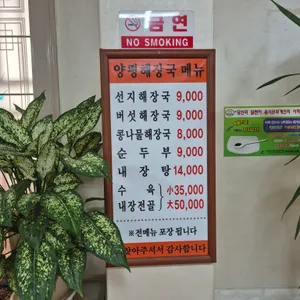 금연
NO SMOKING
양평해장국 메뉴
선지해장국 9,000
버섯해장국 9,000
콩나물해장국 8,000
순두부 9,000
내장탕 14,000
수육 小35,000
내장전골 大50,000
※전메뉴 포장 됩니다
찾아주셔서 감사합니다